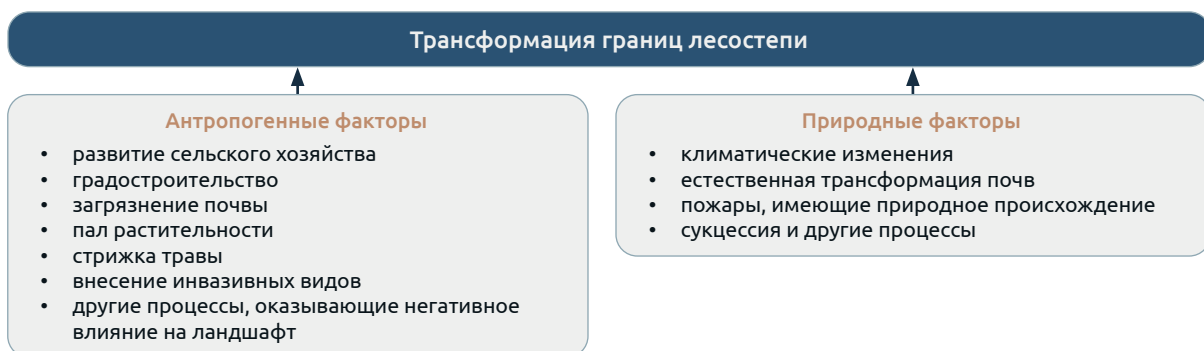 Трансформация границ лесостепи
Антропогенные факторы
• развитие сельского хозяйства
• градостроительство
• загрязнение почвы
• пал растительности
• стрижка травы
• внесение инвазивных видов
• другие процессы, оказывающие негативное
влияние на ландшафт
Природные факторы
• климатические изменения
• естественная трансформация почв
• пожары, имеющие природное происхождение
• сукцессия и другие процессы